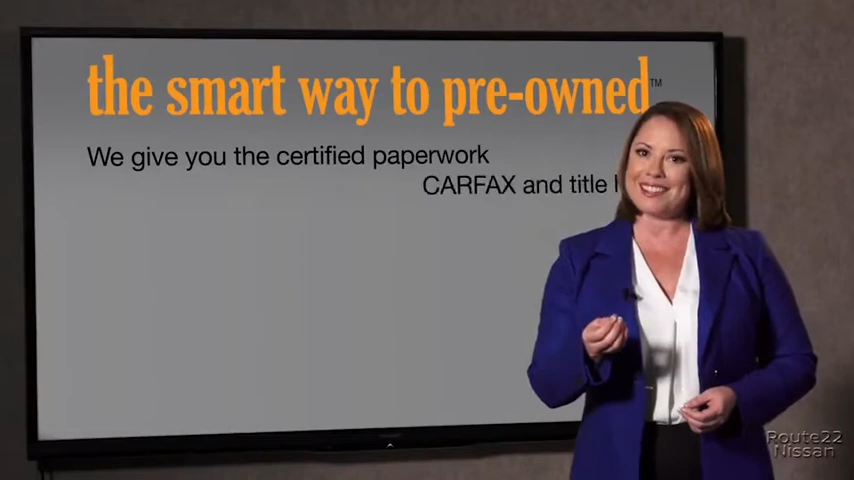 the smart way to pre-owned™
We give you the certified paperwork
CARFAX and title
Route22
Nissan